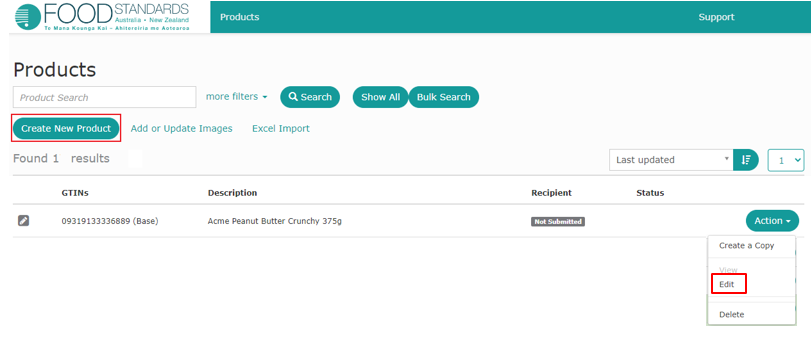 FOOD STANDARDS
Australia • New Zealand
Te Mana Kounga Kai – Ahitereiria me Aotearoa
Products
Support
Products
Product Search
more filters
Search
Show All
Bulk Search
Create New Product
Add or Update Images
Excel Import
Found 1 results
Last updated
1
GTINs Description Recipient Status
09319133336889 (Base) Acme Peanut Butter Crunchy 375g Not Submitted Action
Create a Copy
View
Edit
Delete